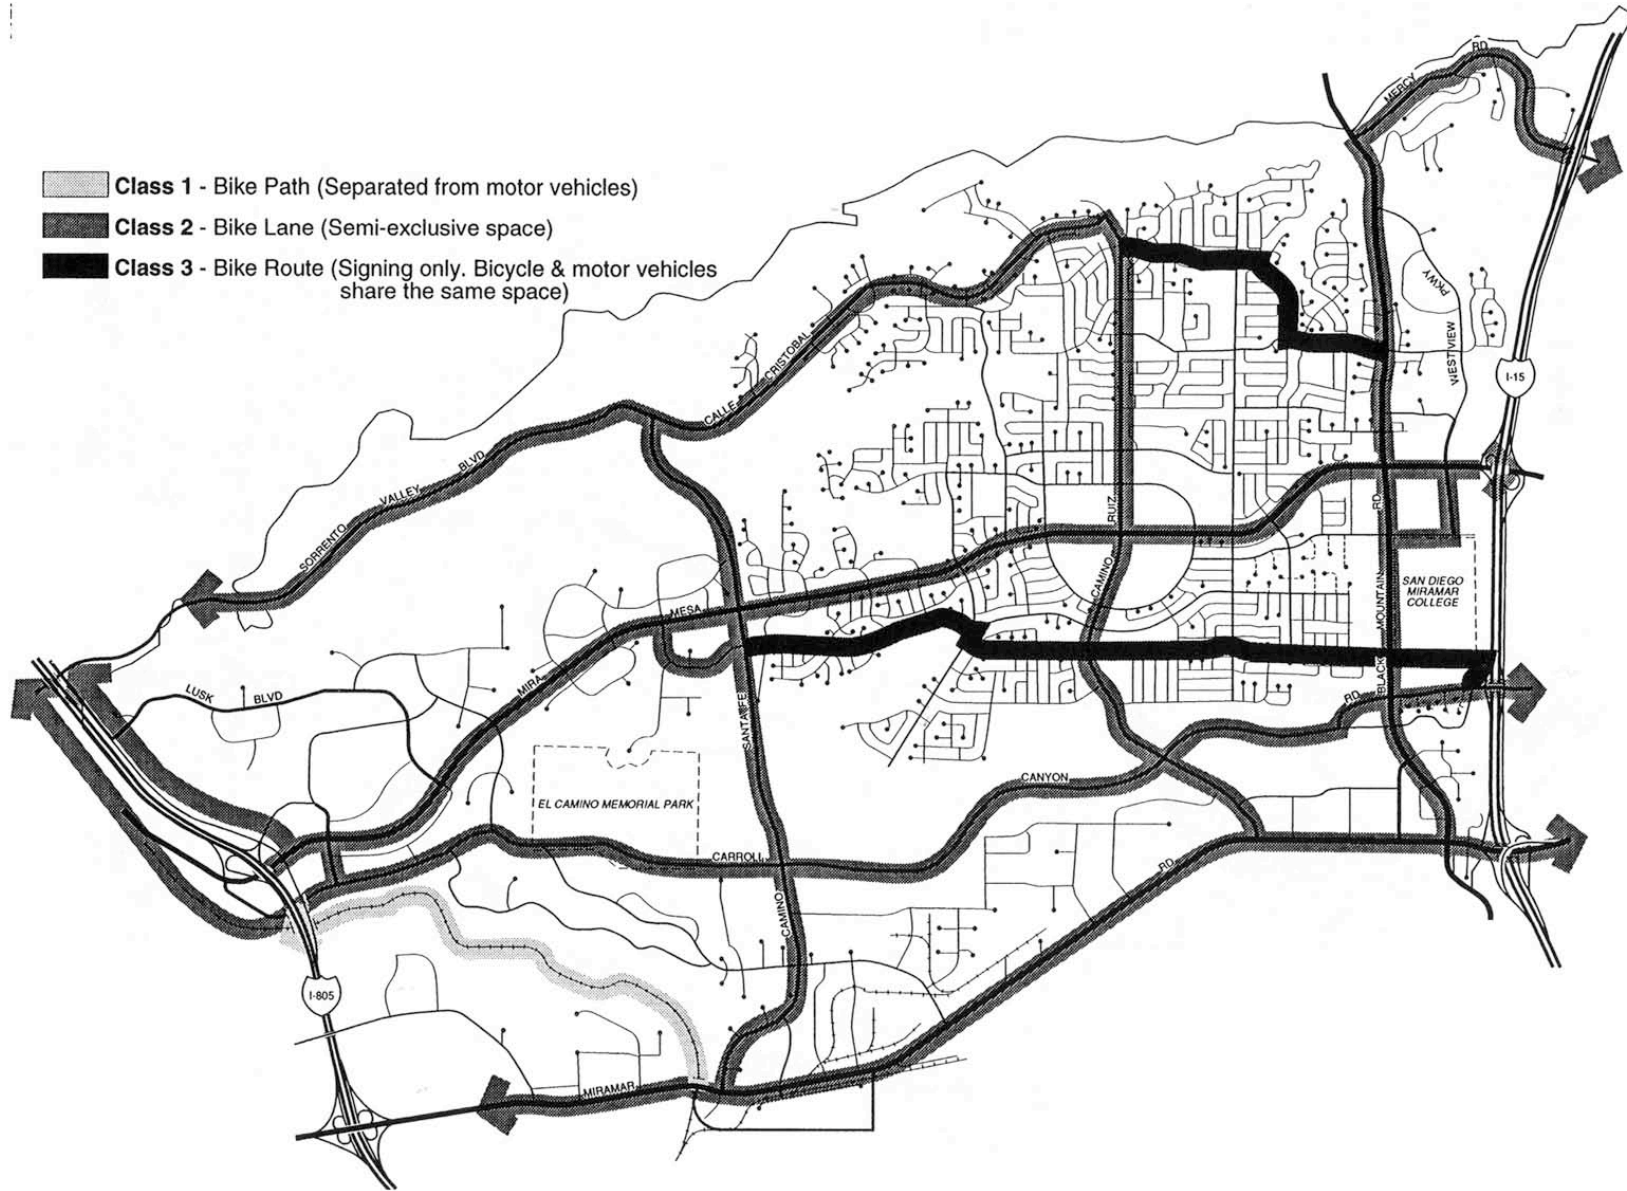 Class 1 - Bike Path (Separated from motor vehicles)
Class 2 - Bike Lane (Semi-exclusive space)
Class 3 - Bike Route (Signing only. Bicycle & motor vehicles
share the same space)
MERCY
RD
PKWY
WESTVIEW
I-15
CALLE
CRISTOBAL
SORRENTO
VALLEY
BLVD
RUIZ
CAMINO
RD
MOUNTAIN
BLACK
SAN DIEGO
MIRAMAR
COLLEGE
MIRA
MESA
LUSK
BLVD
SANTA FE
CAMINO
EL CAMINO MEMORIAL PARK
CARROLL
CANYON
RD
I-805
MIRAMAR
RD